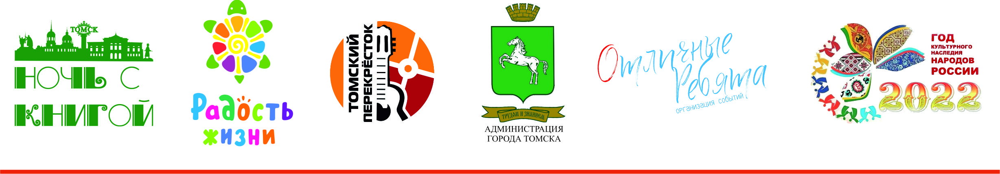 ТОМСК
НОЧЬ С
КНИГОЙ
Радость
жизни
ТОМСКИЙ
ПЕРЕКРЁСТОК
ТРУДОМ И ЗНАНИЕМ
АДМИНИСТРАЦИЯ
ГОРОДА ТОМСКА
Отличные
Ребята
организация событий
ГОД
КУЛЬТУРНОГО
НАСЛЕДИЯ
НАРОДОВ
РОССИИ
2022